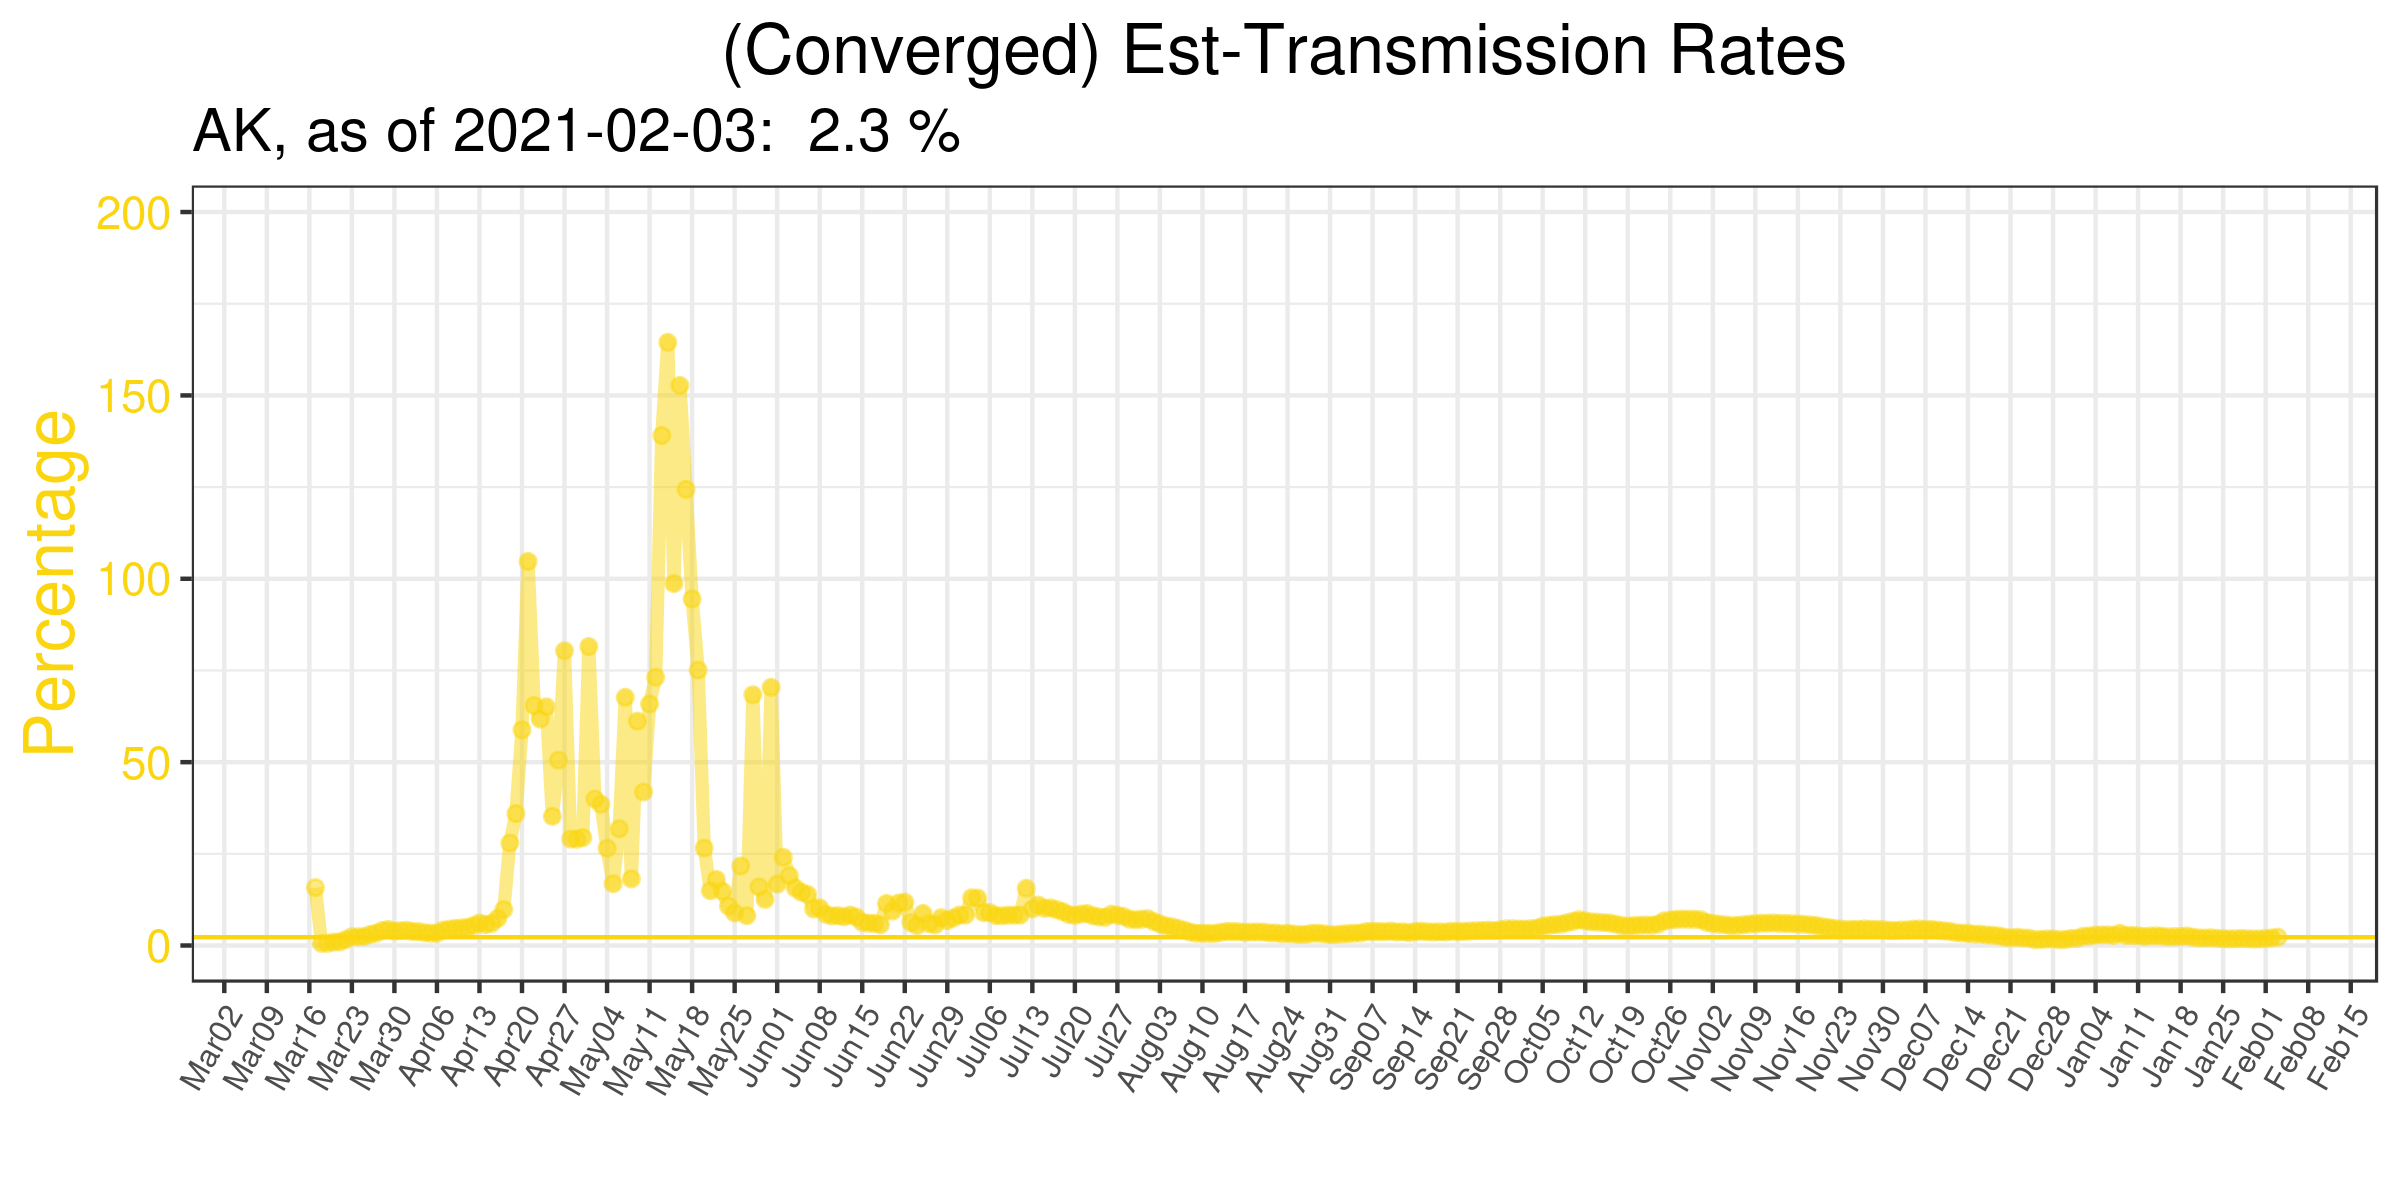 (Converged) Est-Transmission Rates
AK, as of 2021-02-03:  2.3 %
Percentage
200
150
100
50
0
Mar02
Mar09
Mar16
Mar23
Mar30
Apr06
Apr13
Apr20
Apr27
May04
May11
May18
May25
Jun01
Jun08
Jun15
Jun22
Jun29
Jul06
Jul13
Jul20
Jul27
Aug03
Aug10
Aug17
Aug24
Aug31
Sep07
Sep14
Sep21
Sep28
Oct05
Oct12
Oct19
Oct26
Nov02
Nov09
Nov16
Nov23
Nov30
Dec07
Dec14
Dec21
Dec28
Jan04
Jan11
Jan18
Jan25
Feb01
Feb08
Feb15